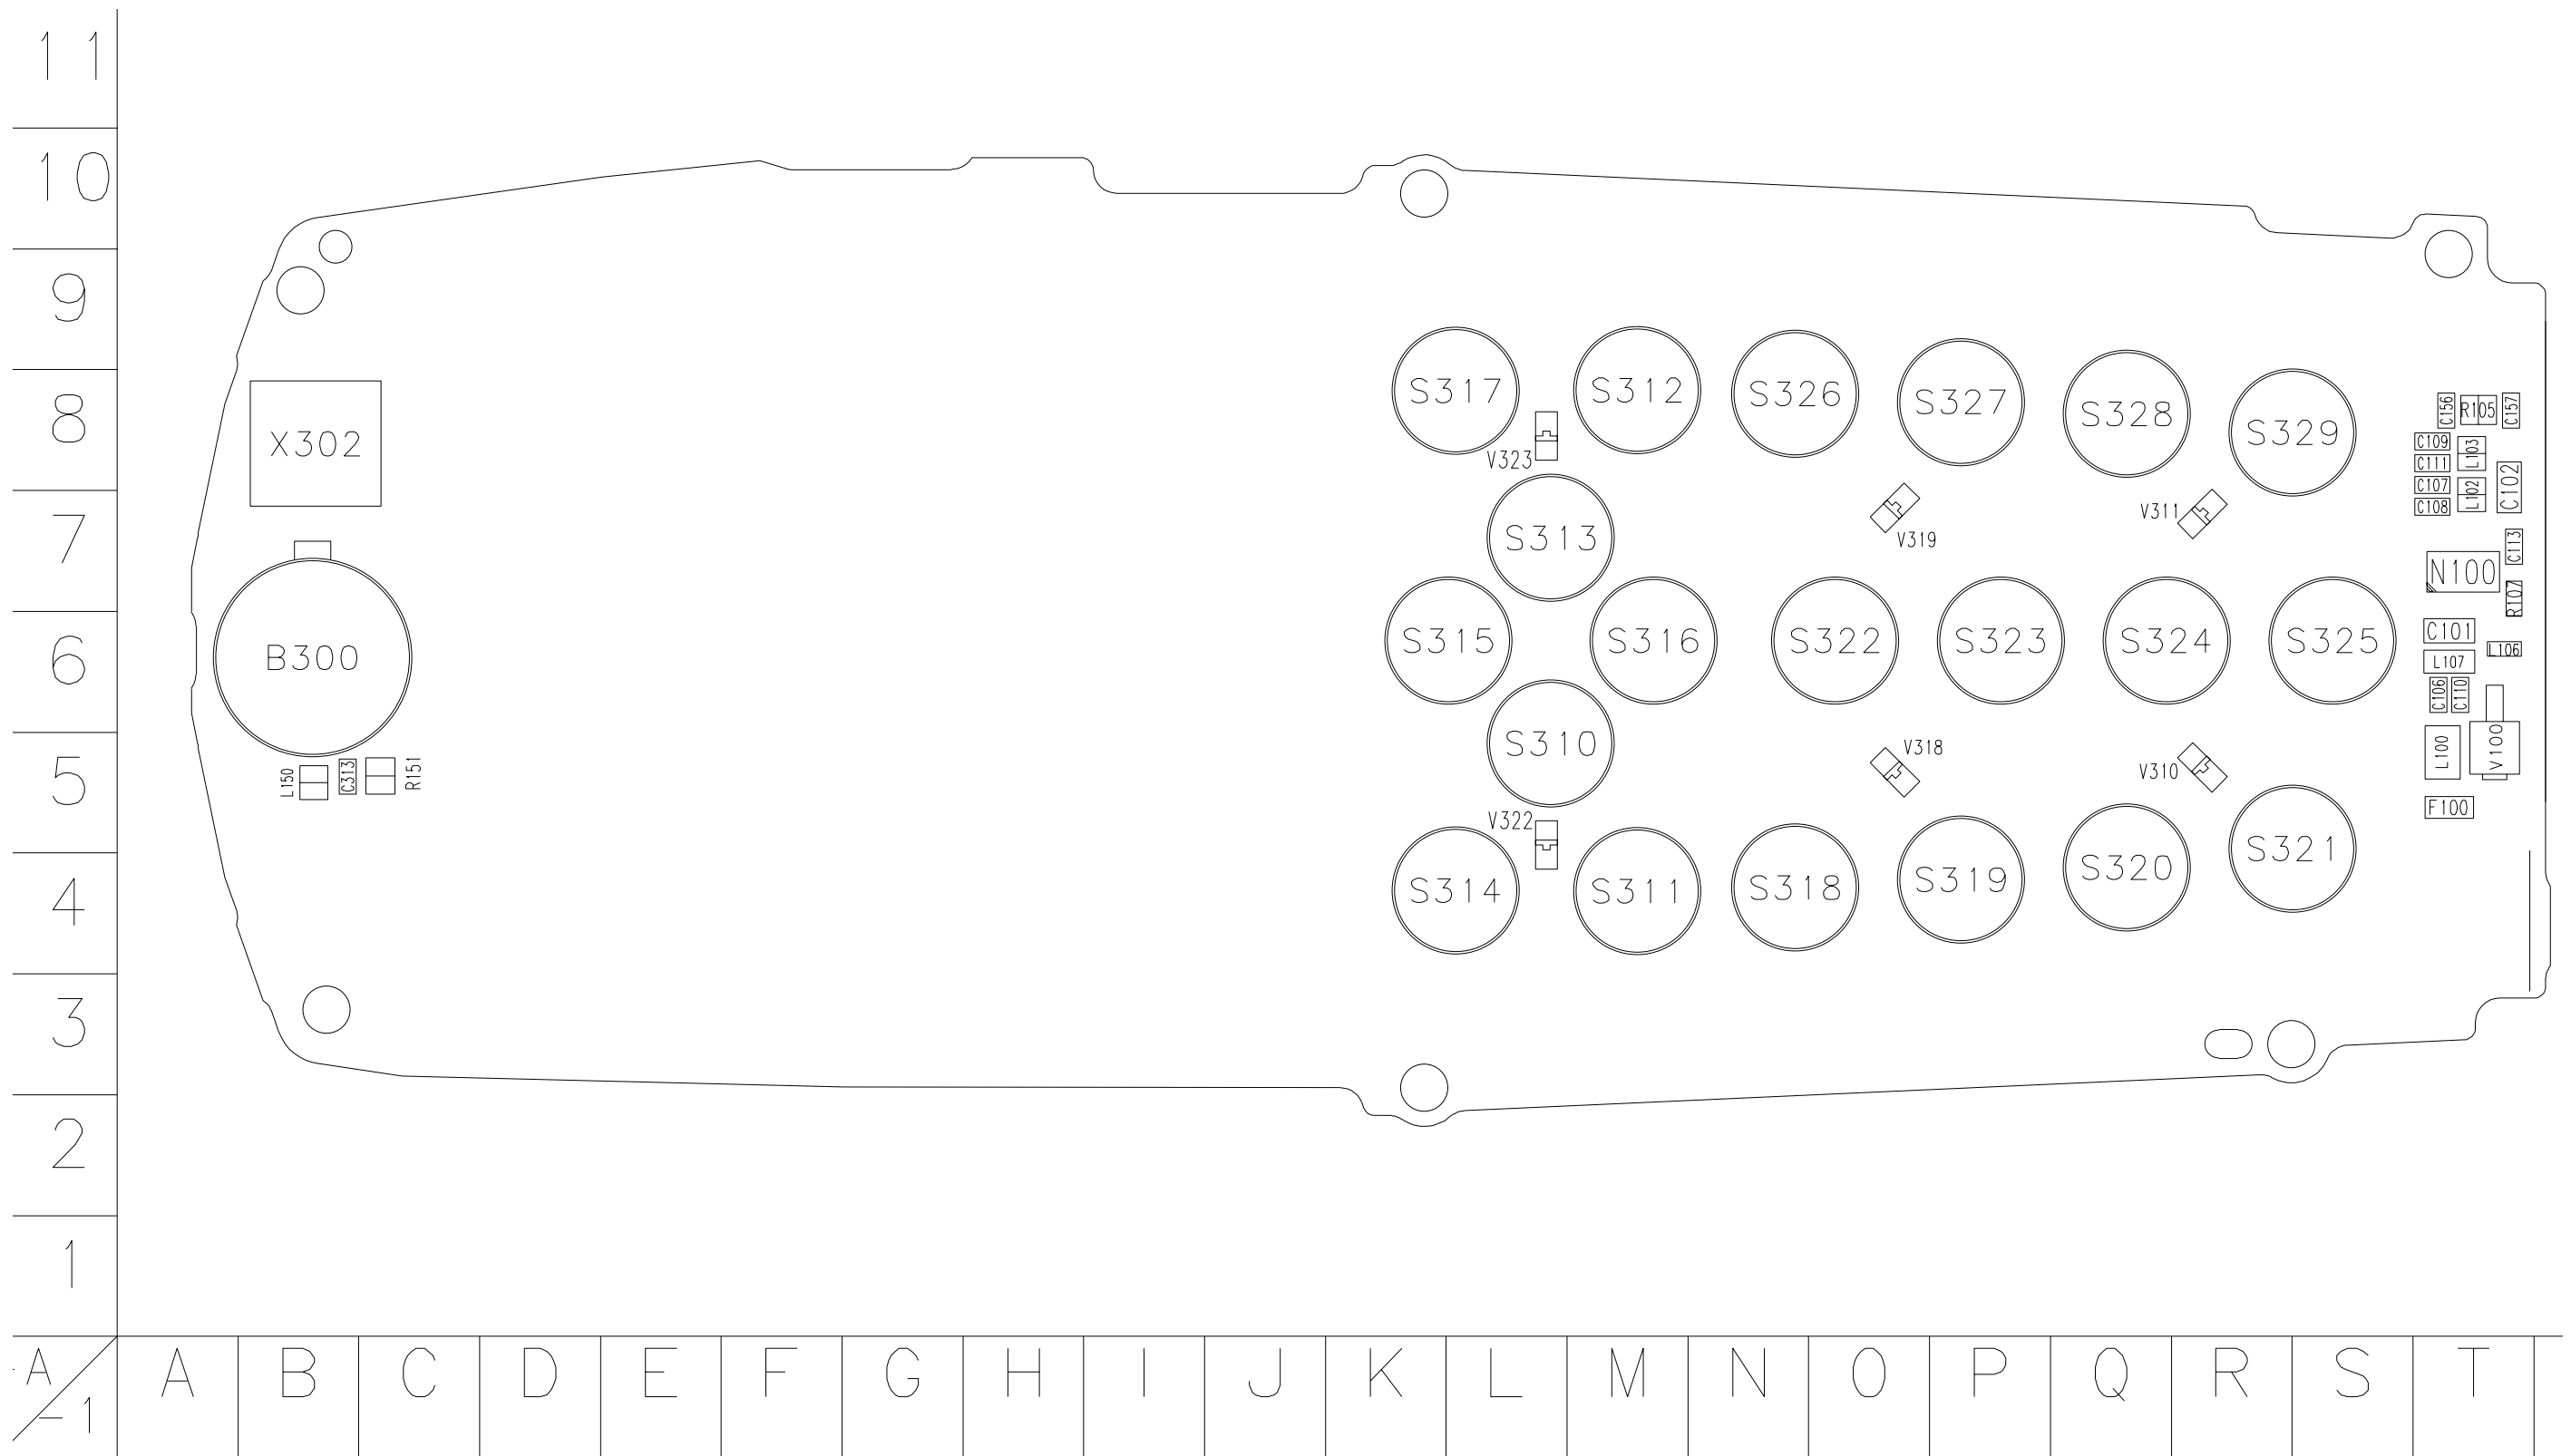 11
10
9
8
7
6
5
4
3
2
1
A
-1
A B C D E F G H I J K L M N O P Q R S T
X302
B300
L150 C313 R151
S317 S312 S326 S327 S328 S329
V323
S313
V319 V311
S315 S316 S322 S323 S324 S325
S310
V318 V310
V322
S314 S311 S318 S319 S320 S321
C156 R105 C157
C109 L103
C111
C102
C107 L102
C108
C113
N100
R107
C101
L106
L107
C106 C110
L100 V100
F100